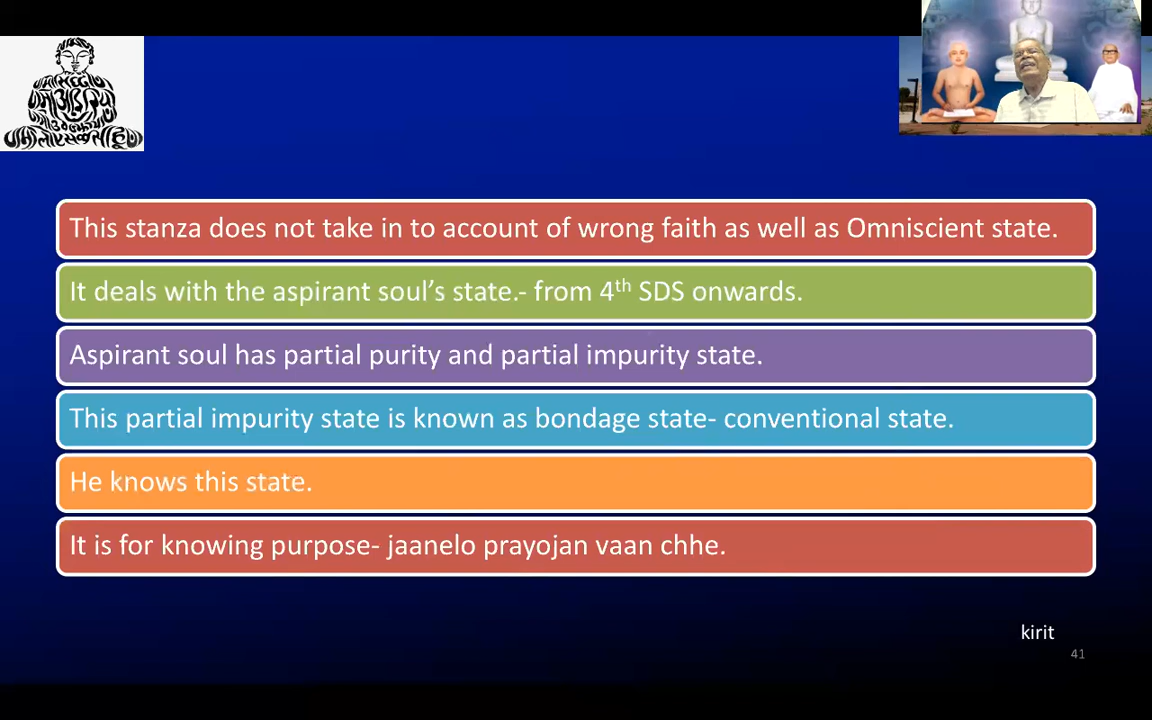 This stanza does not take in to account of wrong faith as well as Omniscient state.
It deals with the aspirant soul’s state.- from 4th SDS onwards.
Aspirant soul has partial purity and partial impurity state.
This partial impurity state is known as bondage state- conventional state.
He knows this state.
It is for knowing purpose- jaanelo prayojan vaan chhe.
kirit
41